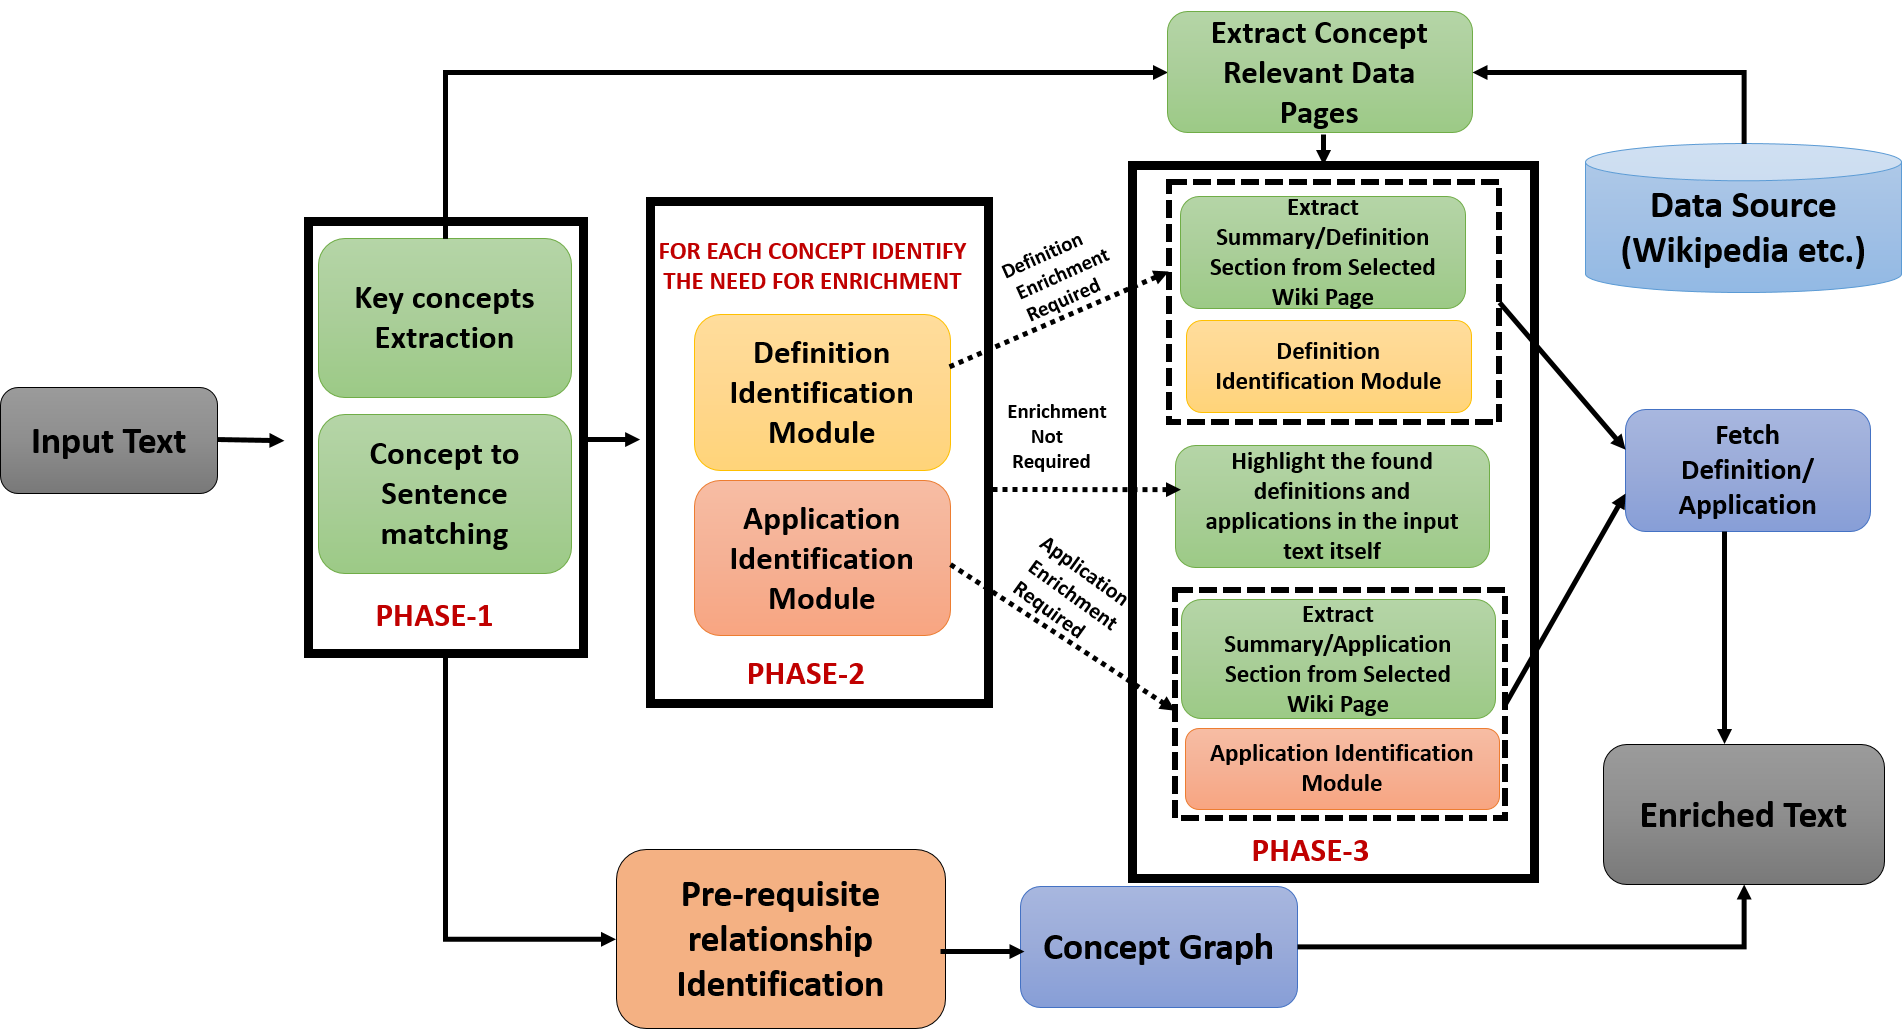 Extract Concept
Relevant Data
Pages
Data Source
(Wikipedia etc.)
Input Text
Key concepts
Extraction
Concept to
Sentence
matching
PHASE-1
FOR EACH CONCEPT IDENTIFY
THE NEED FOR ENRICHMENT
Definition
Identification
Module
Application
Identification
Module
PHASE-2
Definition
Enrichment
Required
Enrichment
Not
Required
Application
Enrichment
Required
Extract
Summary/Definition
Section from Selected
Wiki Page
Definition
Identification Module
Highlight the found
definitions and
applications in the input
text itself
Extract
Summary/Application
Section from Selected
Wiki Page
Application Identification
Module
PHASE-3
Fetch
Definition/
Application
Enriched Text
Pre-requisite
relationship
Identification
Concept Graph